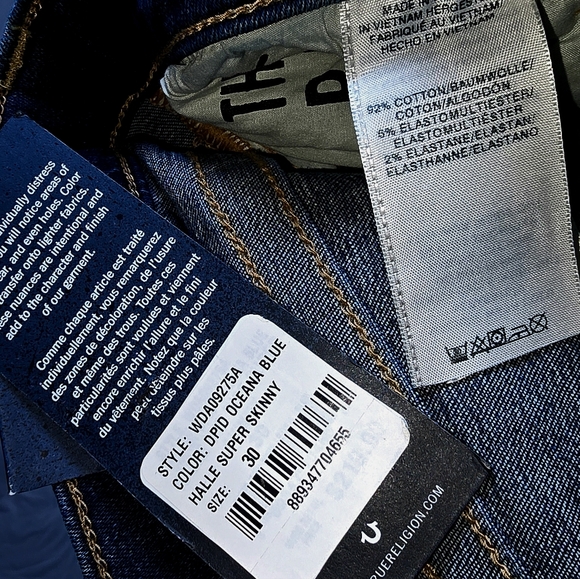 MADE IN
IN VIETNAM HERGES
FABRIQUÉ AU VIETNAM
HECHO EN VIETNAM
92% COTTON/BAUMWOLLE/
COTON/ALGODÓN
6% ELASTOMULTIESTER/
ELASTOMULTIESTER
2% ELASTANE/ELASTAN/
ELASTHANNE/ELASTANO
individually distress
you will notice areas of
and even holes. Color
transfer onto lighter fabrics.
these nuances are intentional and
add to the character and finish
of our garment.
Comme chaque article est traité
individuellement, vous remarquerez
des zones de décoloration, de l'usure
et même des trous. Toutes ces
particularités sont voulues et viennent
encore enrichir l'allure et le fini
du vêtement. Notez que la couleur
peut déteindre sur les
tissus plus pâles.
STYLE: WDA09275A
COLOR: DPID OCEANA BLUE
HALLE SUPER SKINNY
SIZE: 30
889347704655
TRUERELIGION.COM